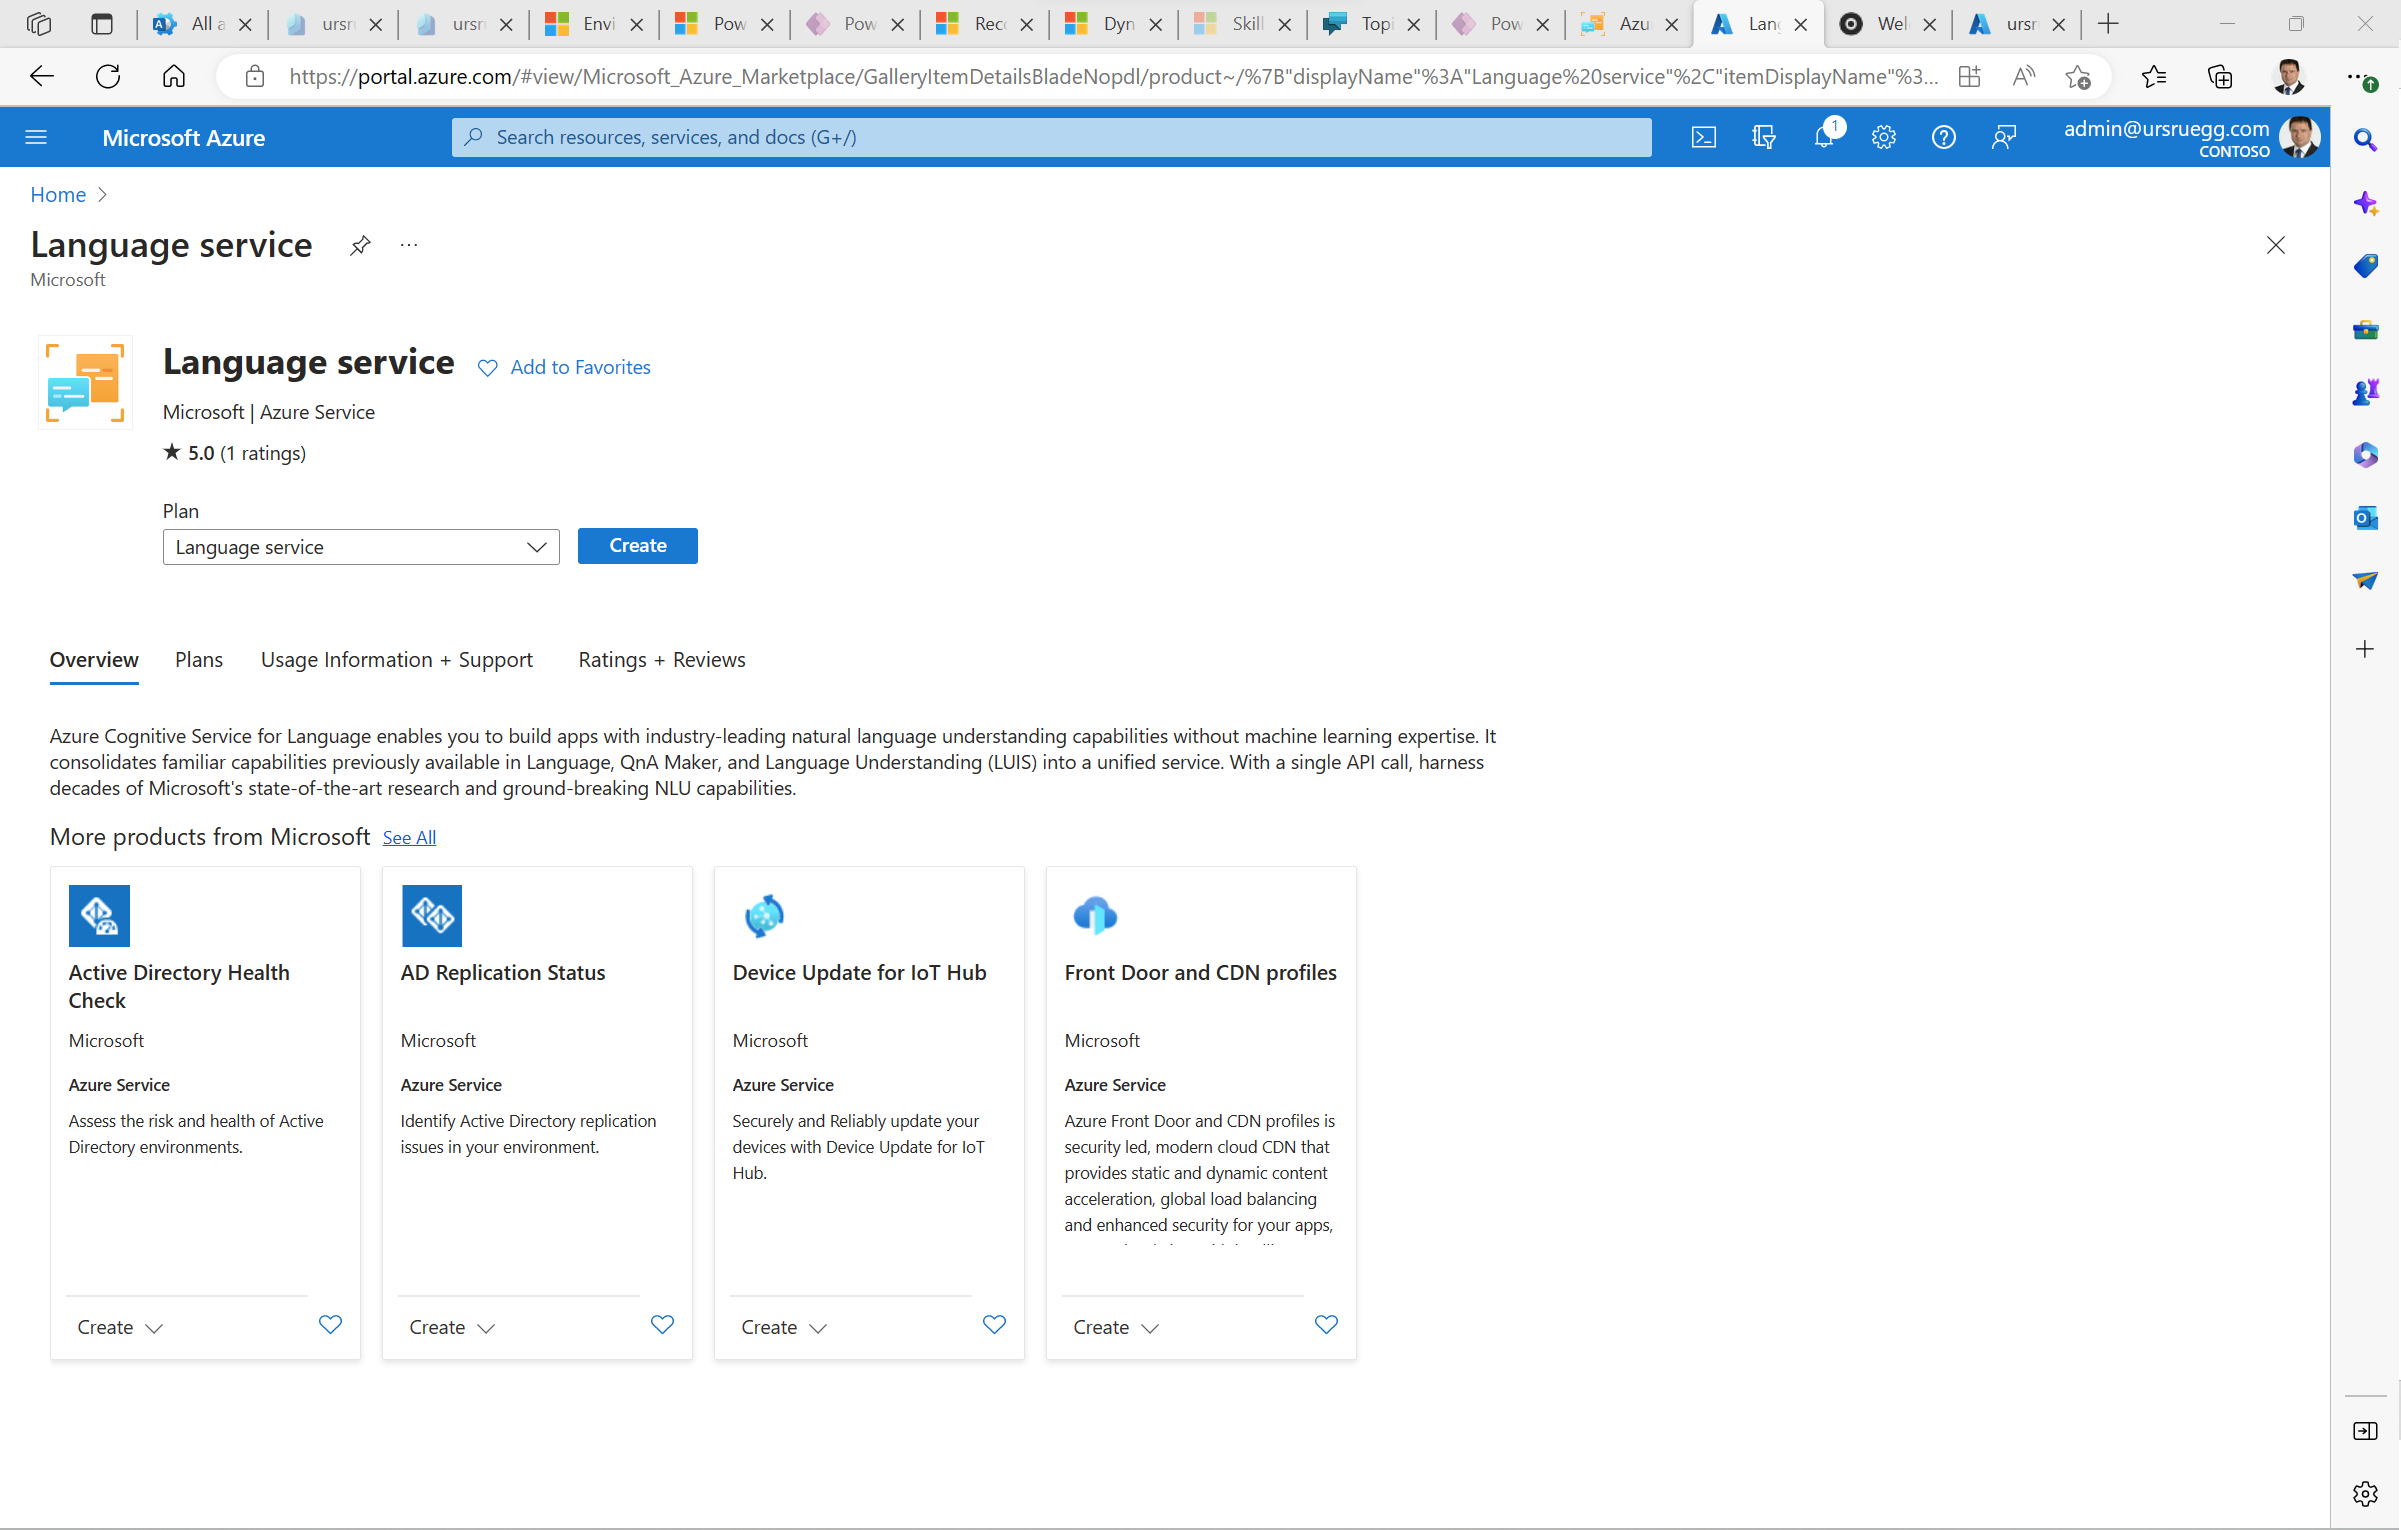 All a
ursr
ursr
Envi
Pow
Pow
Rec
Dyn
Skill
Topi
Pow
Azu
Lang
Wel
ursr
https://portal.azure.com/#view/Microsoft_Azure_Marketplace/GalleryItemDetailsBladeNopdl/product~/%7B"displayName"%3A"Language%20service"%2C"itemDisplayName"%3...
Microsoft Azure
Search resources, services, and docs (G+/)
1
admin@ursruegg.com
CONTOSO
Home
Language service
Microsoft
Language service
Add to Favorites
Microsoft | Azure Service
★ 5.0 (1 ratings)
Plan
Language service
Create
Overview
Plans
Usage Information + Support
Ratings + Reviews
Azure Cognitive Service for Language enables you to build apps with industry-leading natural language understanding capabilities without machine learning expertise. It
consolidates familiar capabilities previously available in Language, QnA Maker, and Language Understanding (LUIS) into a unified service. With a single API call, harness
decades of Microsoft's state-of-the-art research and ground-breaking NLU capabilities.
More products from Microsoft See All
Active Directory Health
Check
Microsoft
Azure Service
Assess the risk and health of Active
Directory environments.
Create
AD Replication Status
Microsoft
Azure Service
Identify Active Directory replication
issues in your environment.
Create
Device Update for IoT Hub
Microsoft
Azure Service
Securely and Reliably update your
devices with Device Update for IoT
Hub.
Create
Front Door and CDN profiles
Microsoft
Azure Service
Azure Front Door and CDN profiles is
security led, modern cloud CDN that
provides static and dynamic content
acceleration, global load balancing
and enhanced security for your apps,
Create